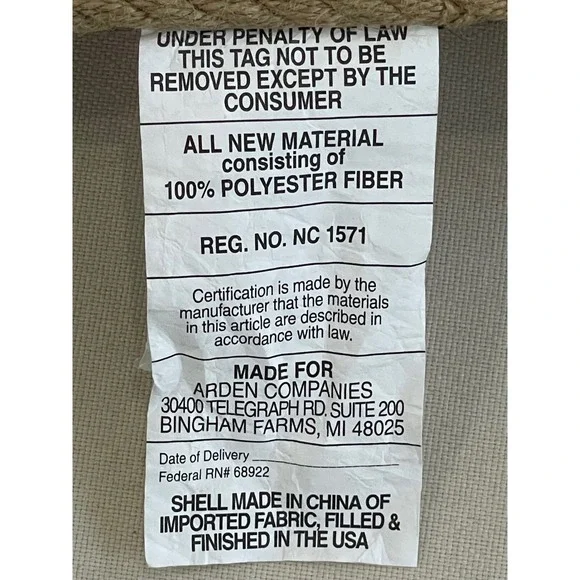 UNDER PENALTY OF LAW
THIS TAG NOT TO BE
REMOVED EXCEPT BY THE
CONSUMER
ALL NEW MATERIAL
consisting of
100% POLYESTER FIBER
REG. NO. NC 1571
Certification is made by the
manufacturer that the materials
in this article are described in
accordance with law.
MADE FOR
ARDEN COMPANIES
30400 TELEGRAPH RD. SUITE 200
BINGHAM FARMS, MI 48025
Date of Delivery
Federal RN# 68922
SHELL MADE IN CHINA OF
IMPORTED FABRIC, FILLED &
FINISHED IN THE USA